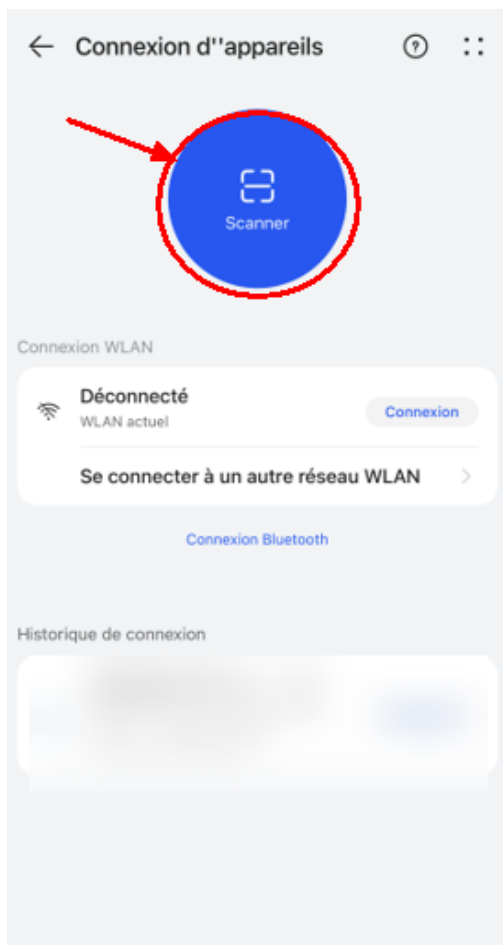 Connexion d''appareils
Scanner
Connexion WLAN
Déconnecté
WLAN actuel
Connexion
Se connecter à un autre réseau WLAN
Connexion Bluetooth
Historique de connexion